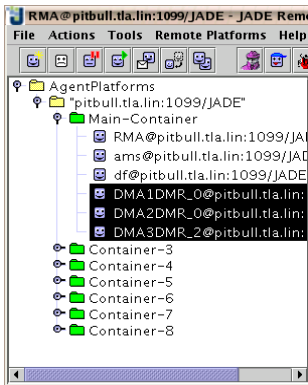 RMA@pitbull.tla.lin:1099/JADE - JADE Rem
File Actions Tools Remote Platforms Help
AgentPlatforms
"pitbull.tla.lin:1099/JADE"
Main-Container
RMA@pitbull.tla.lin:1099/JA
ams@pitbull.tla.lin:1099/JAD
df@pitbull.tla.lin:1099/JADE
DMA1DMR_0@pitbull.tla.lin:
DMA2DMR_0@pitbull.tla.lin:
DMA3DMR_2@pitbull.tla.lin:
Container-3
Container-4
Container-5
Container-6
Container-7
Container-8